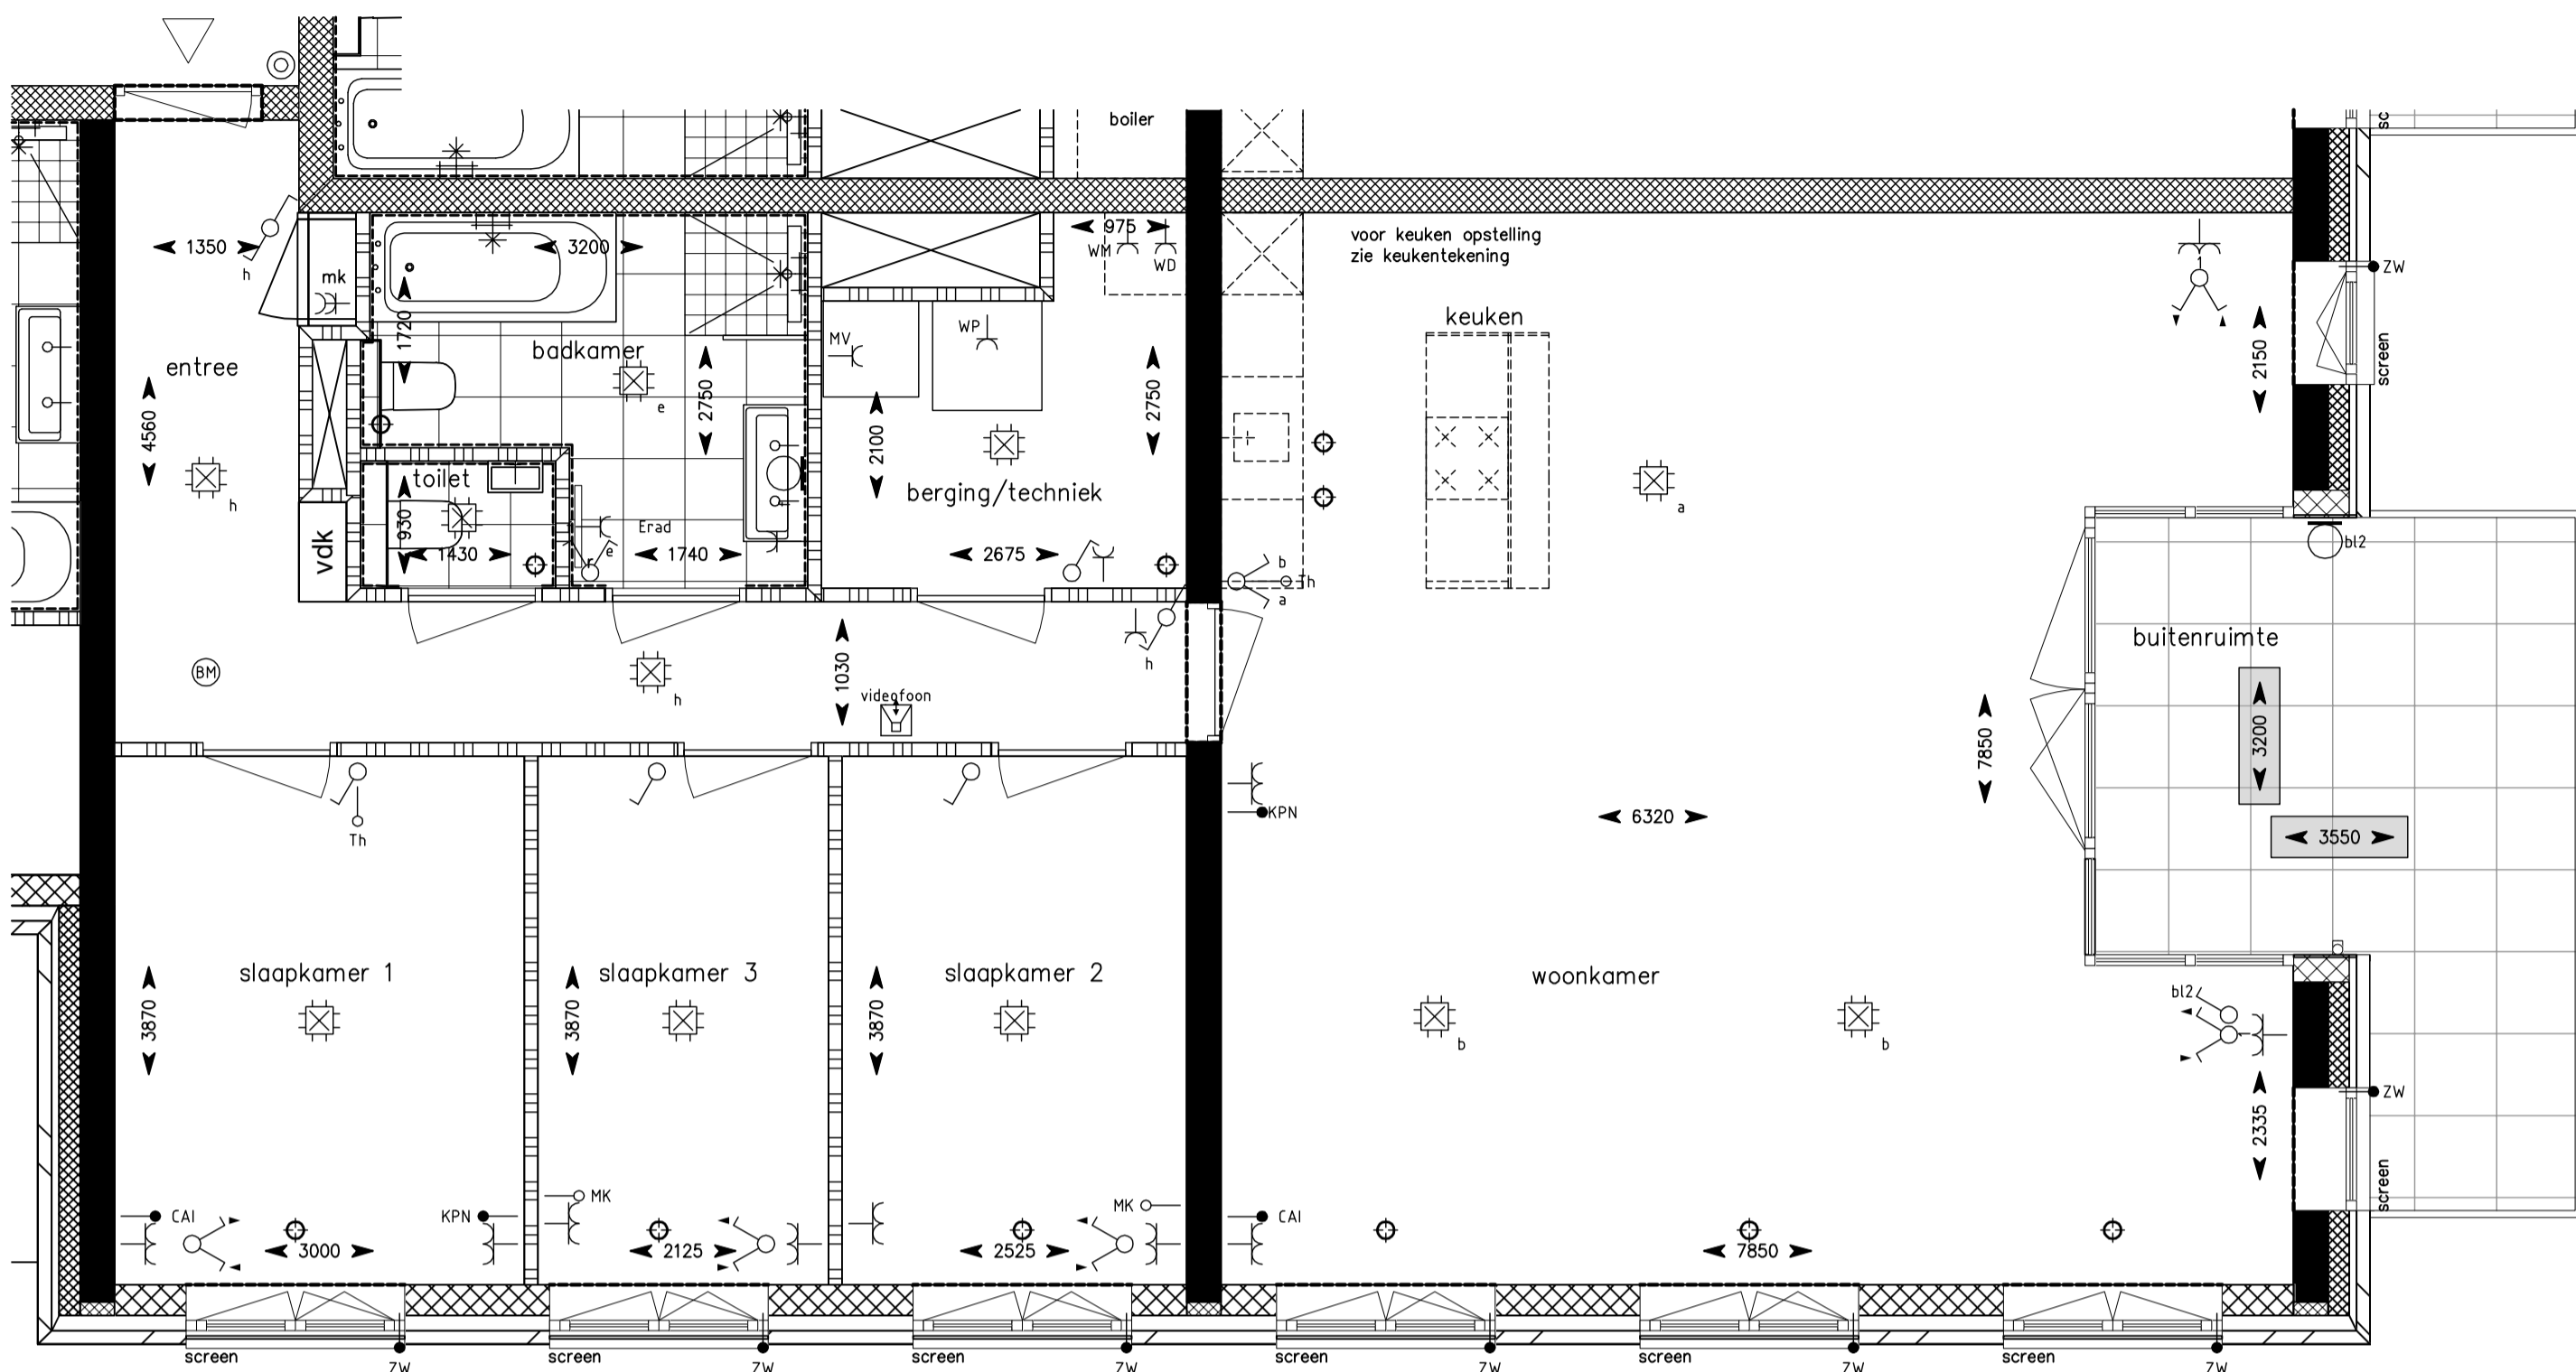 boiler
SC
1350
h
mk
3200
975
WM
WD
voor keuken opstelling
zie keukentekening
ZW
screen
1720
keuken
entree
badkamer
e
MV
WP
2150
4560
2750
2100
2750
h
toilet
930
1430
vdk
Erad
e
r
1740
berging/techniek
2675
a
b
Th
a
bl2
BM
h
1030
videofoon
h
buitenruimte
3200
7850
3550
Th
KPN
6320
slaapkamer 1
slaapkamer 3
slaapkamer 2
woonkamer
3870
3870
3870
b
b
bl2
ZW
2335
screen
CAI
KPN
MK
MK
CAI
3000
2125
2525
7850
screen
ZW
screen
ZW
screen
ZW
screen
ZW
screen
ZW
screen
ZW